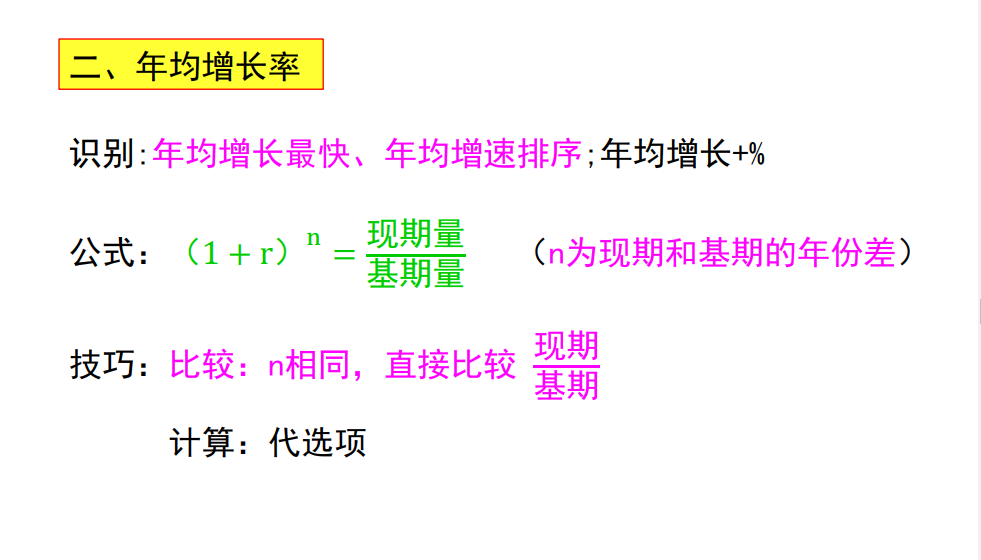 二、年均增长率
识别:年均增长最快、年均增速排序;年均增长+%
公式：（1+r）ⁿ = 现期量/基期量 （n为现期和基期的年份差）
技巧：比较：n相同，直接比较 现期/基期
计算：代选项